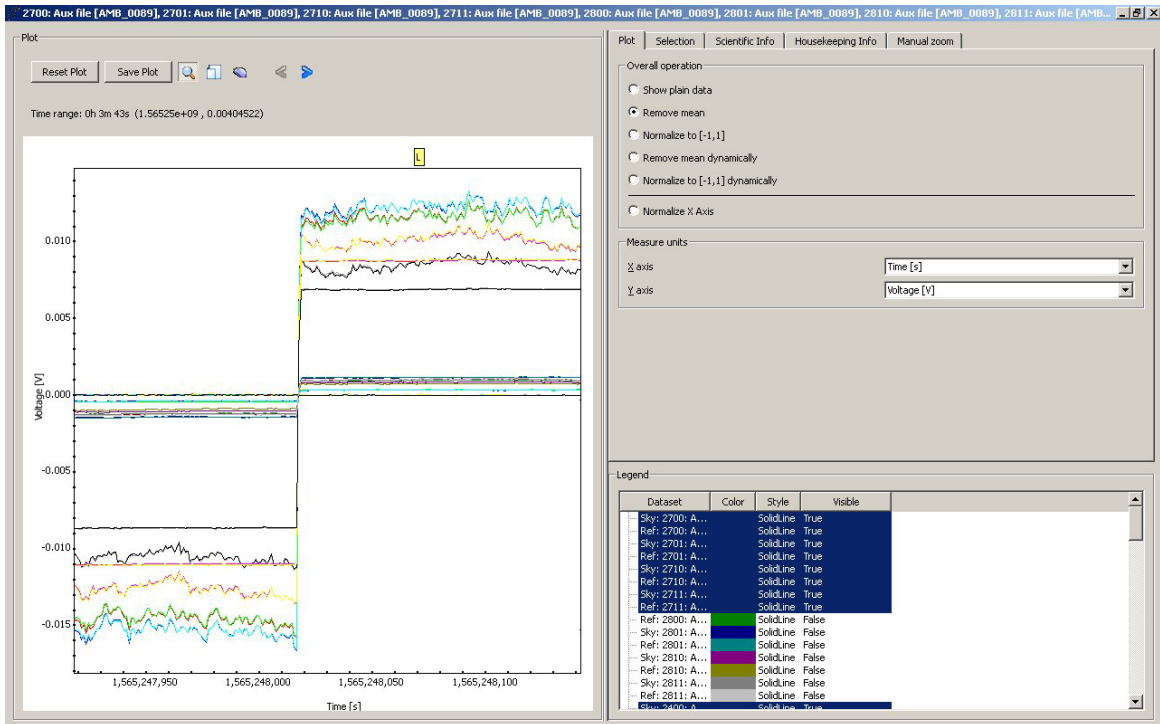 2700: Aux file [AMB_0089], 2701: Aux file [AMB_0089], 2710: Aux file [AMB_0089], 2711: Aux file [AMB_0089], 2800: Aux file [AMB_0089], 2801: Aux file [AMB_0089], 2810: Aux file [AMB_0089], 2811: Aux file [AMB...
Plot
Reset Plot Save Plot
Time range: 0h 3m 43s (1.56525e+09 , 0.00404522)
L
0.010
0.005
0.000
-0.005
-0.010
-0.015
Voltage [V]
1,565,247,950 1,565,248,000 1,565,248,050 1,565,248,100
Time [s]
Plot Selection Scientific Info Housekeeping Info Manual zoom
Overall operation
Show plain data
Remove mean
Normalize to [-1,1]
Remove mean dynamically
Normalize to [-1,1] dynamically
Normalize X Axis
Measure units
X axis Time [s]
Y axis Voltage [V]
Legend
Dataset Color Style Visible
Sky: 2700: A... SolidLine True
Ref: 2700: A... SolidLine True
Sky: 2701: A... SolidLine True
Ref: 2701: A... SolidLine True
Sky: 2710: A... SolidLine True
Ref: 2710: A... SolidLine True
Sky: 2711: A... SolidLine True
Ref: 2711: A... SolidLine True
Ref: 2800: A... SolidLine False
Sky: 2801: A... SolidLine False
Ref: 2801: A... SolidLine False
Sky: 2810: A... SolidLine False
Ref: 2810: A... SolidLine False
Sky: 2811: A... SolidLine False
Ref: 2811: A... SolidLine False
Sky: 2400: A... SolidLine True